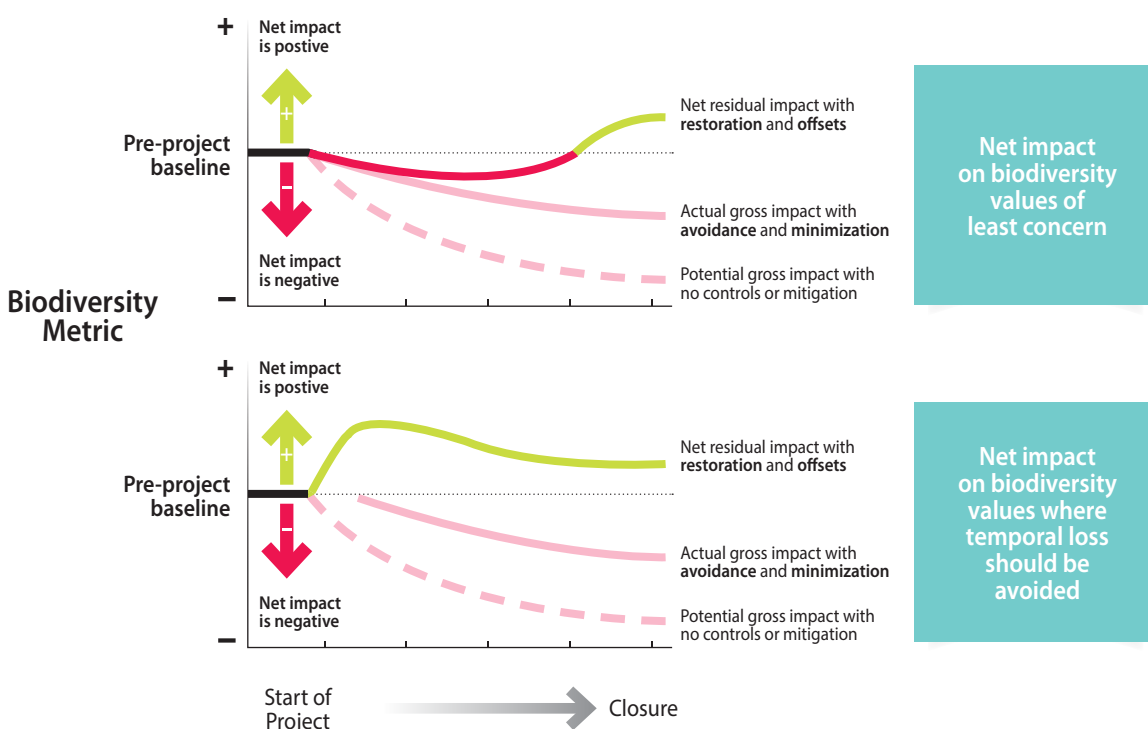 +
Net impact
is postive
+
Pre-project
baseline
–
Net impact
is negative
–
Net residual impact with
restoration and offsets
Actual gross impact with
avoidance and minimization
Potential gross impact with
no controls or mitigation
Net impact
on biodiversity
values of
least concern
Biodiversity
Metric
+
Net impact
is postive
+
Pre-project
baseline
–
Net impact
is negative
–
Net residual impact with
restoration and offsets
Actual gross impact with
avoidance and minimization
Potential gross impact with
no controls or mitigation
Net impact
on biodiversity
values where
temporal loss
should be
avoided
Start of
Project
Closure